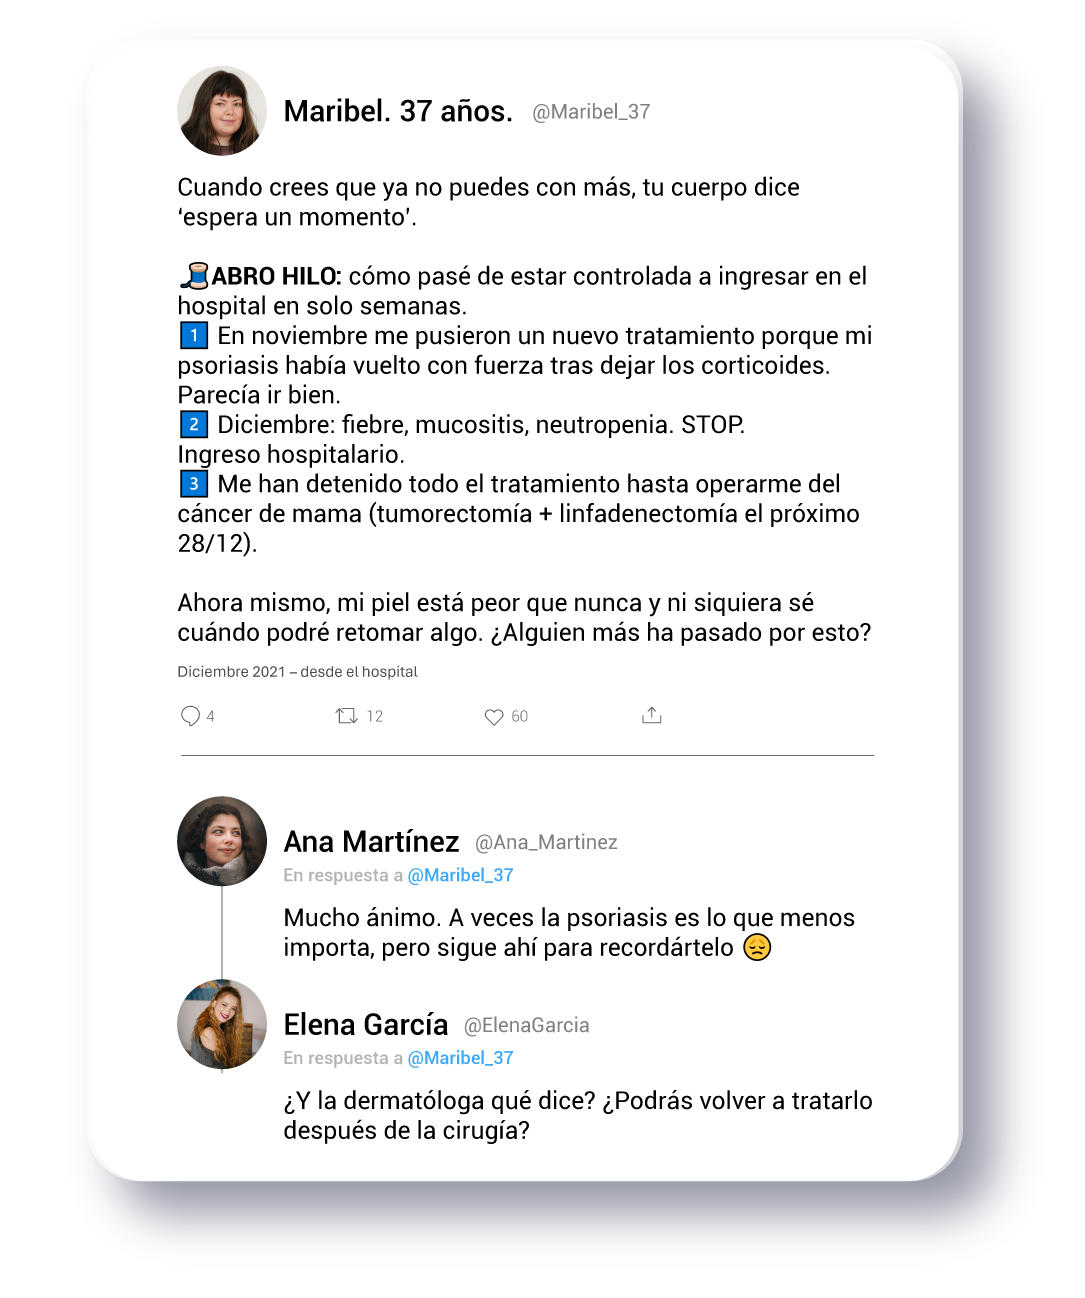 Maribel. 37 años. @Maribel_37
Cuando crees que ya no puedes con más, tu cuerpo dice
‘espera un momento’.
🧵ABRO HILO: cómo pasé de estar controlada a ingresar en el
hospital en solo semanas.
1️⃣ En noviembre me pusieron un nuevo tratamiento porque mi
psoriasis había vuelto con fuerza tras dejar los corticoides.
Parecía ir bien.
2️⃣ Diciembre: fiebre, mucositis, neutropenia. STOP.
Ingreso hospitalario.
3️⃣ Me han detenido todo el tratamiento hasta operarme del
cáncer de mama (tumorectomía + linfadenectomía el próximo
28/12).
Ahora mismo, mi piel está peor que nunca y ni siquiera sé
cuándo podré retomar algo. ¿Alguien más ha pasado por esto?
Diciembre 2021 – desde el hospital
4 12 60
Ana Martínez @Ana_Martinez
En respuesta a @Maribel_37
Mucho ánimo. A veces la psoriasis es lo que menos
importa, pero sigue ahí para recordártelo 😞
Elena García @ElenaGarcia
En respuesta a @Maribel_37
¿Y la dermatóloga qué dice? ¿Podrás volver a tratarlo
después de la cirugía?